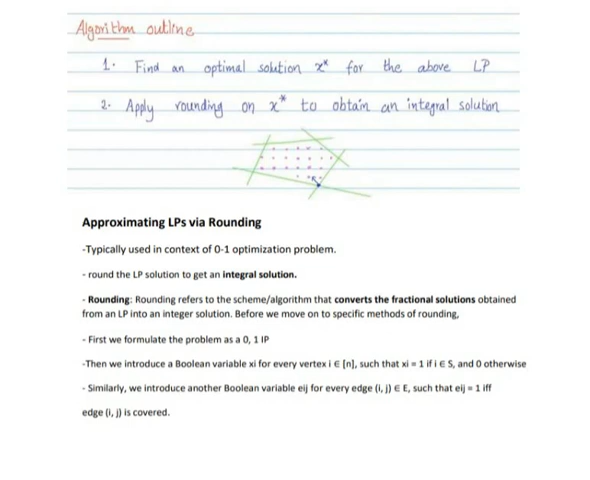 Algorithm outline
1. Find an optimal solution x* for the above LP
2. Apply rounding on x* to obtain an integral solution
Approximating LPs via Rounding
-Typically used in context of 0-1 optimization problem.
- round the LP solution to get an integral solution.
- Rounding: Rounding refers to the scheme/algorithm that converts the fractional solutions obtained
from an LP into an integer solution. Before we move on to specific methods of rounding,
- First we formulate the problem as a 0, 1 IP
-Then we introduce a Boolean variable xi for every vertex i ∈ [n], such that xi = 1 if i ∈ S, and 0 otherwise
- Similarly, we introduce another Boolean variable eij for every edge (i, j) ∈ E, such that eij = 1 iff
edge (i, j) is covered.